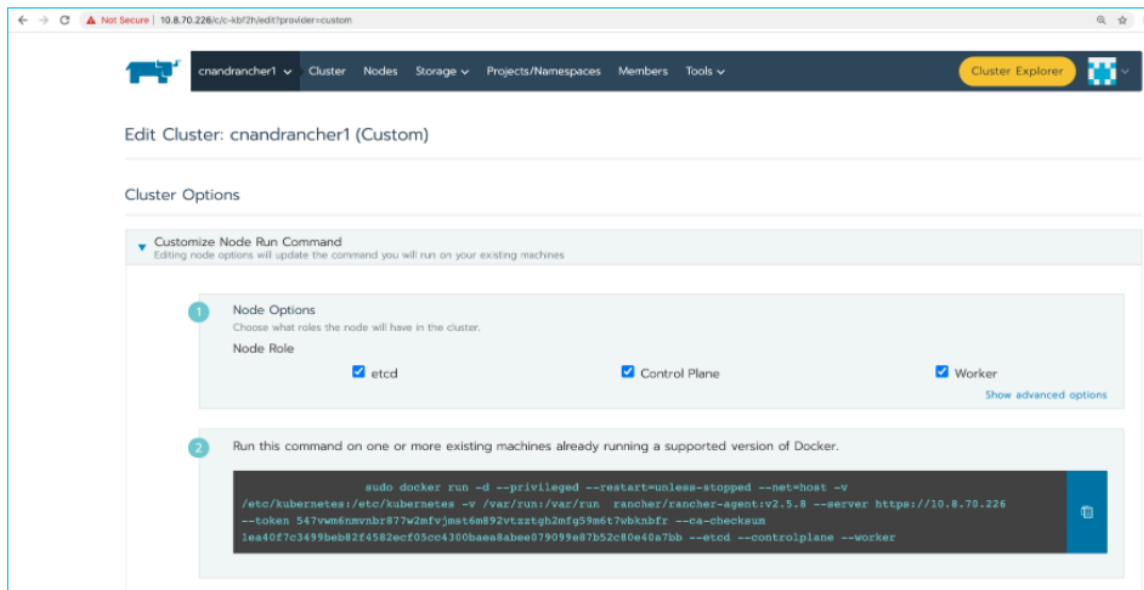 Not Secure | 10.8.70.226/c/c-kbf2h/edit?provider=custom
cnandrancher1 Cluster Nodes Storage Projects/Namespaces Members Tools Cluster Explorer
Edit Cluster: cnandrancher1 (Custom)
Cluster Options
Customize Node Run Command
Editing node options will update the command you will run on your existing machines
1 Node Options
Choose what roles the node will have in the cluster.
Node Role
etcd Control Plane Worker
Show advanced options
2 Run this command on one or more existing machines already running a supported version of Docker.
sudo docker run -d --privileged --restart=unless-stopped --net=host -v
/etc/kubernetes:/etc/kubernetes -v /var/run:/var/run rancher/rancher-agent:v2.5.8 --server https://10.8.70.226
--token 547vwm6nmvnbr877w2mfvjmst6m892vtzztgh2mfg59m6t7wbknbfr --ca-checksum
1ea40f7c3499beb82f4582ecf05cc4300baea8abee079099e87b52c80e40a7bb --etcd --controlplane --worker